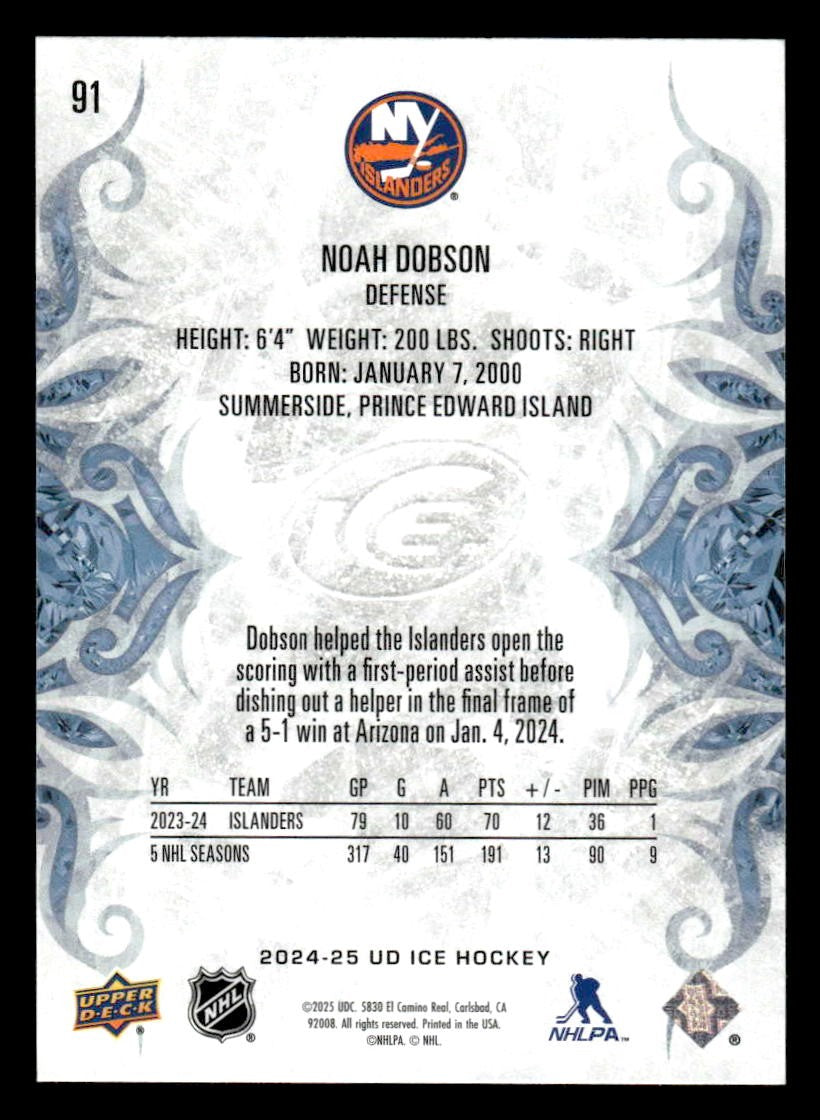 91
NY
ISLANDERS
®
NOAH DOBSON
DEFENSE
HEIGHT: 6'4" WEIGHT: 200 LBS. SHOOTS: RIGHT
BORN: JANUARY 7, 2000
SUMMERSIDE, PRINCE EDWARD ISLAND
ICE
Dobson helped the Islanders open the
scoring with a first-period assist before
dishing out a helper in the final frame of
a 5-1 win at Arizona on Jan. 4, 2024.
YR TEAM GP G A PTS +/- PIM PPG
2023-24 ISLANDERS 79 10 60 70 12 36 1
5 NHL SEASONS 317 40 151 191 13 90 9
2024-25 UD ICE HOCKEY
UPPER
D·E·C·K
®
NHL
®
©2025 UDC. 5830 El Camino Real, Carlsbad, CA
92008. All rights reserved. Printed in the USA.
©NHLPA. © NHL.
NHLPA™
®